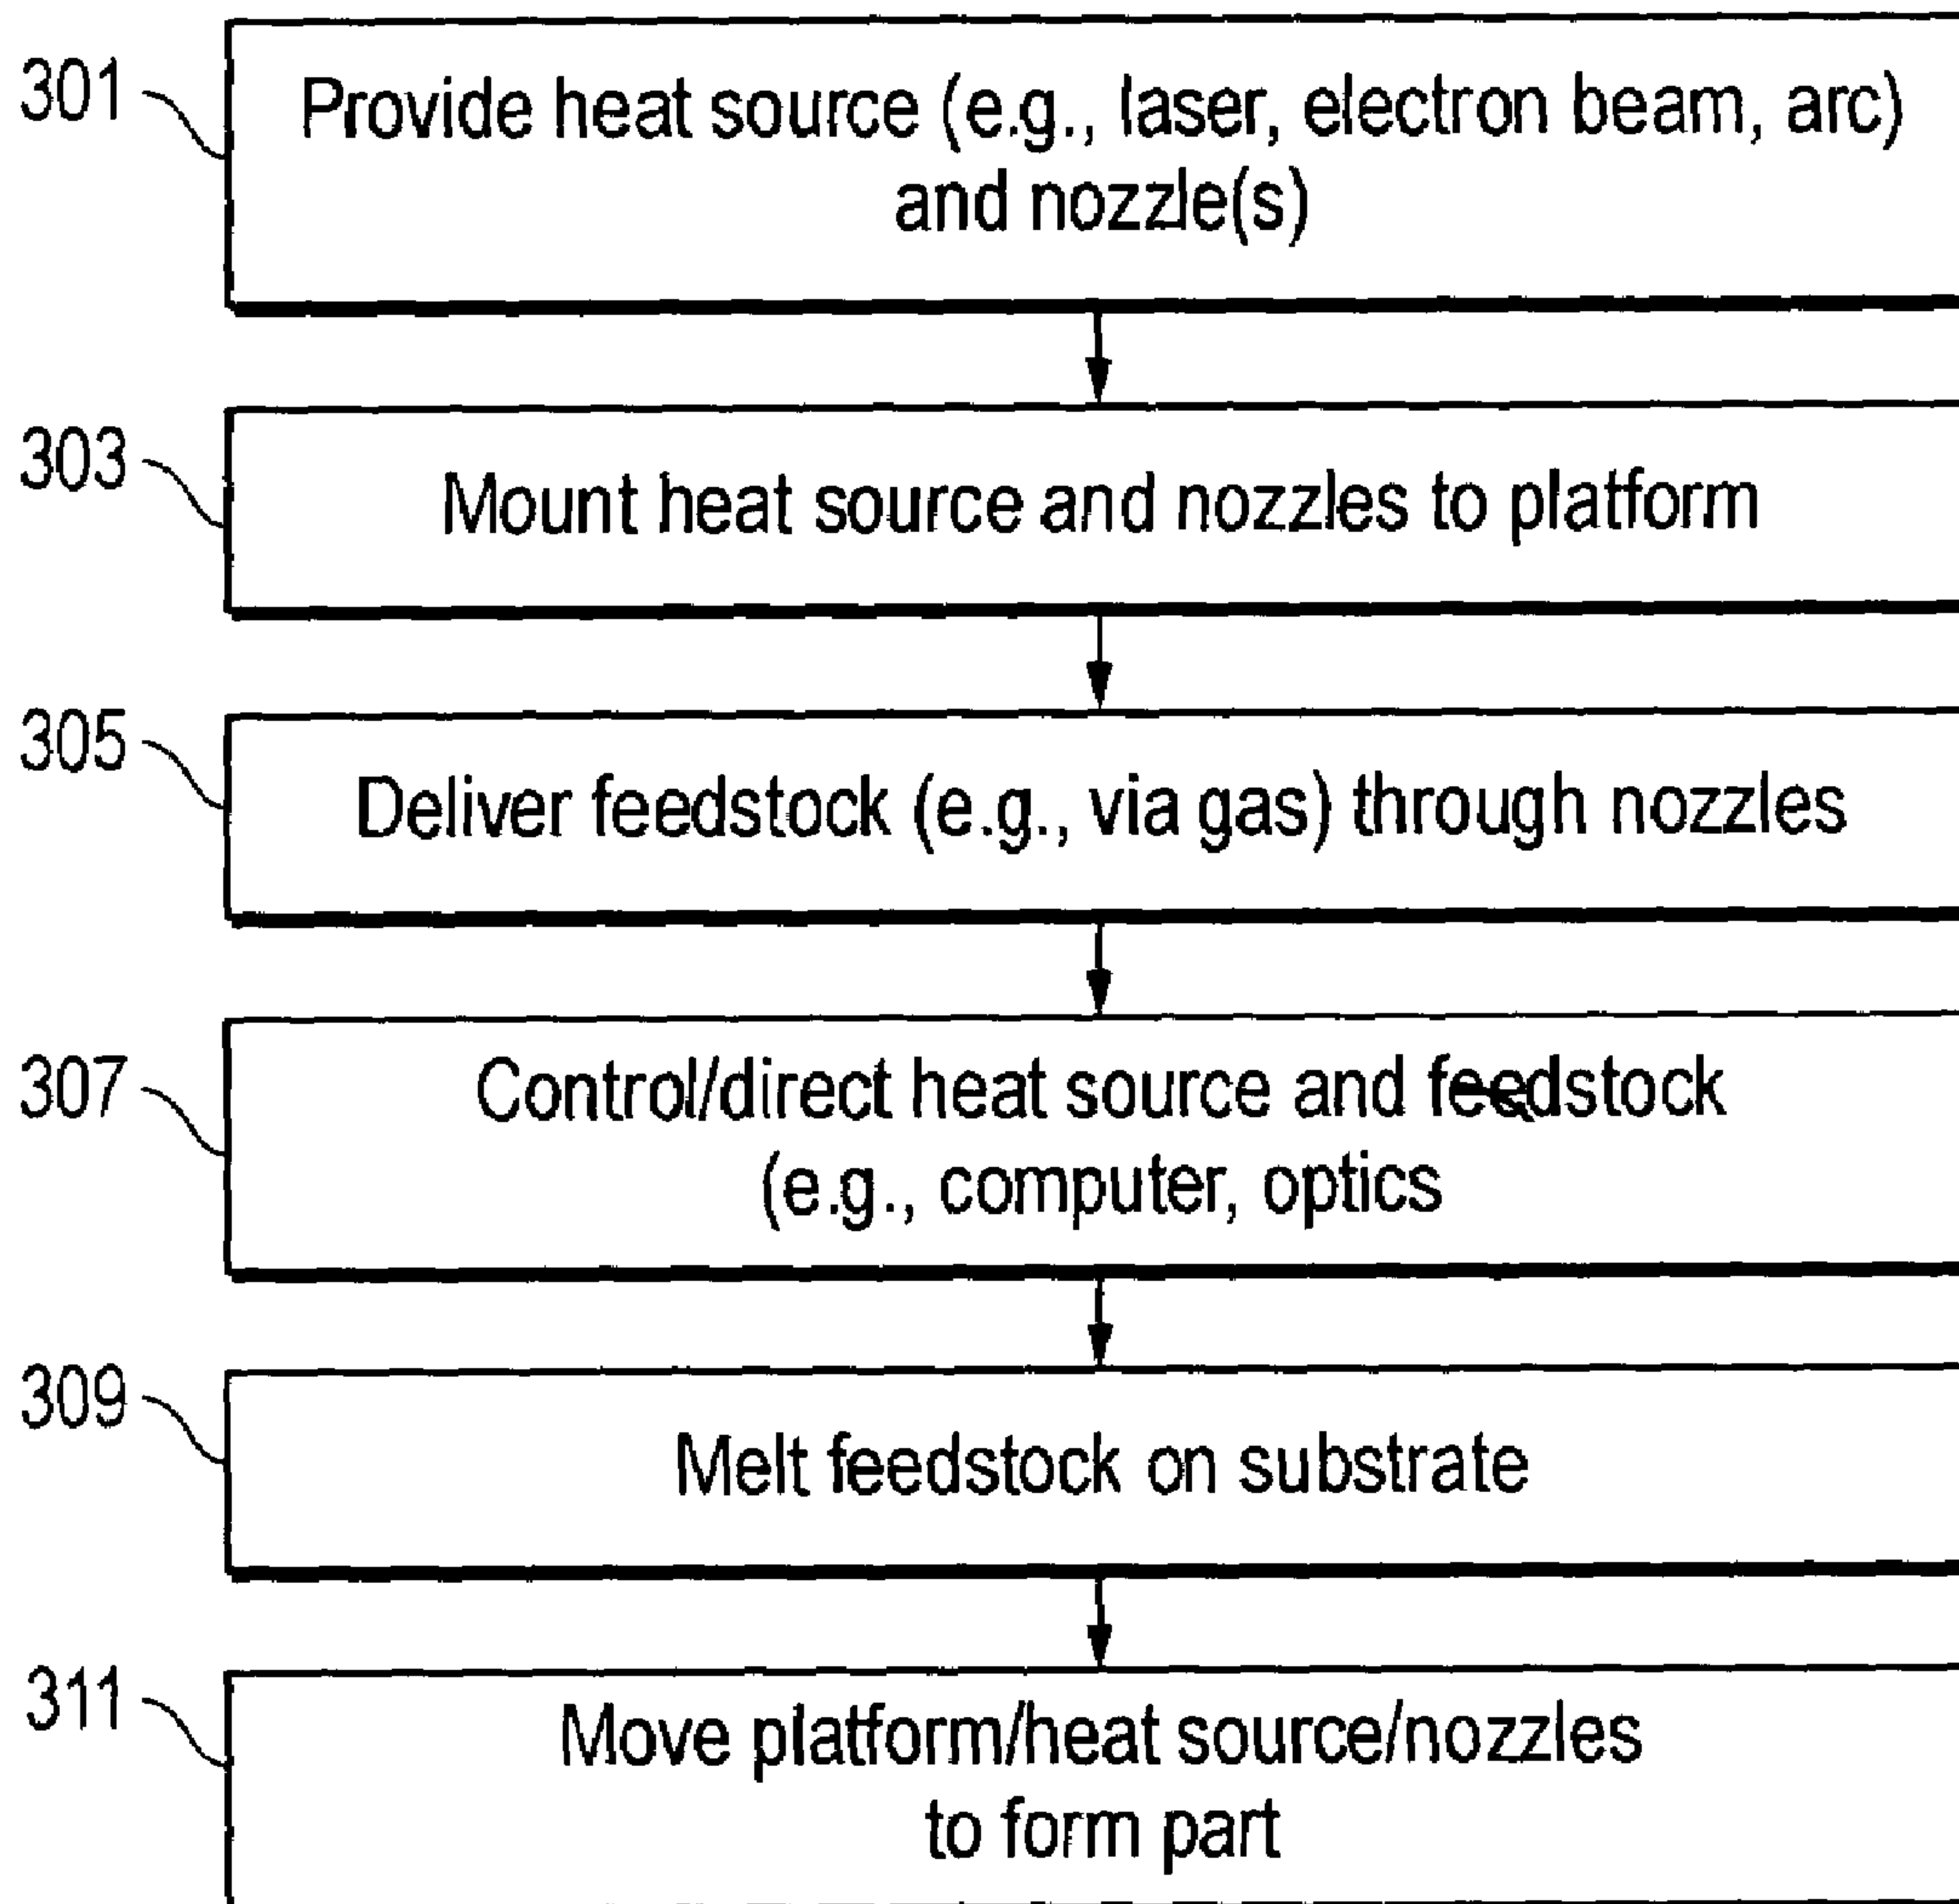 301
Provide heat source (e.g., laser, electron beam, arc)
and nozzle(s)
303
Mount heat source and nozzles to platform
305
Deliver feedstock (e.g., via gas) through nozzles
307
Control/direct heat source and feedstock
(e.g., computer, optics
309
Melt feedstock on substrate
311
Move platform/heat source/nozzles
to form part